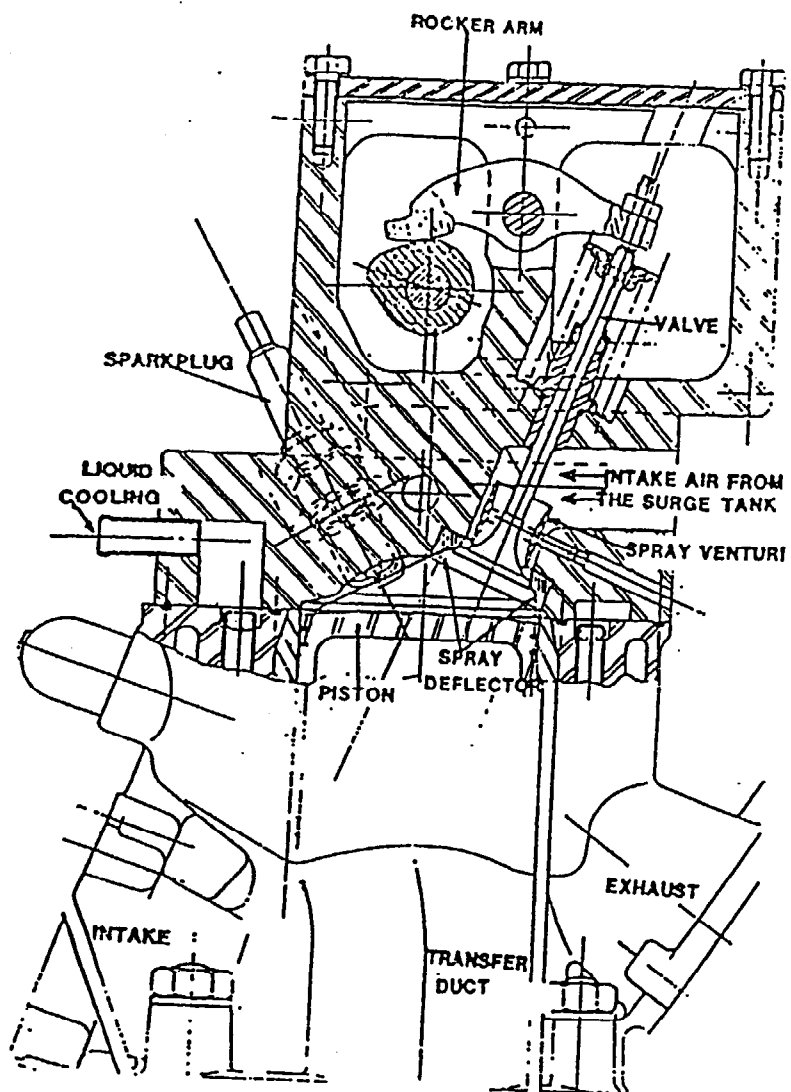 ROCKER ARM
VALVE
SPARKPLUG
LIQUID
COOLING
INTAKE AIR FROM
THE SURGE TANK
SPRAY VENTURI
SPRAY
DEFLECTOR
PISTON
EXHAUST
INTAKE
TRANSFER
DUCT